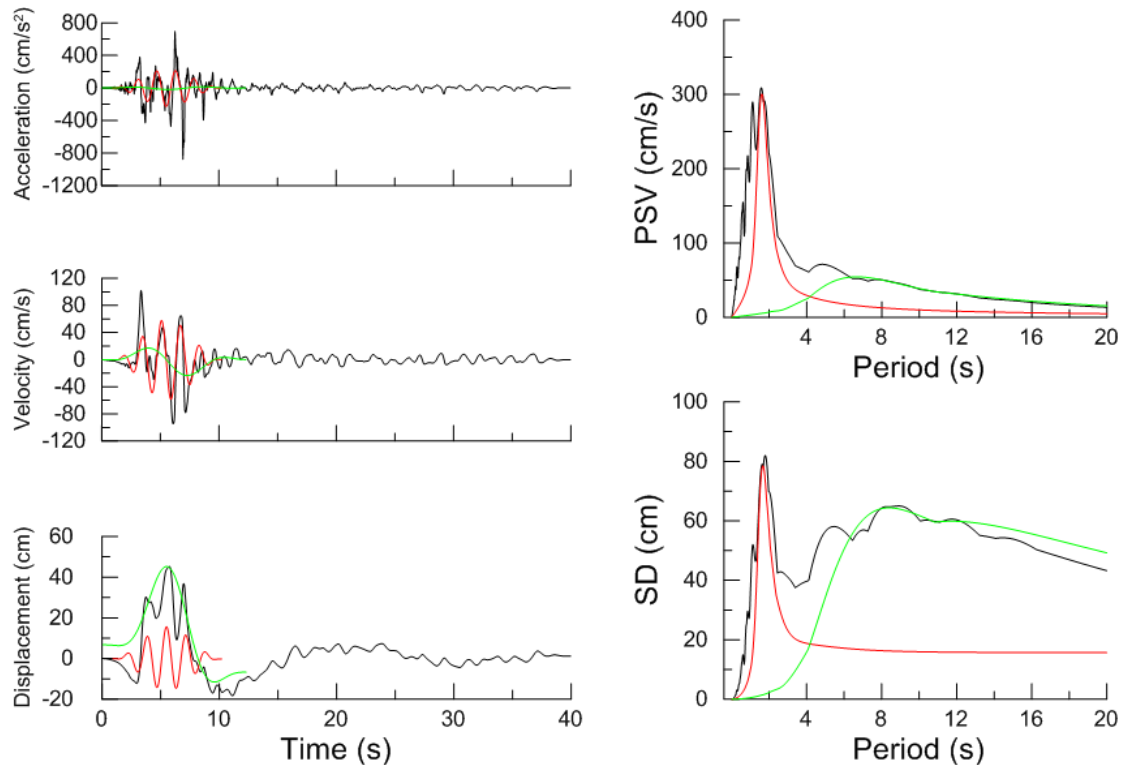 Acceleration (cm/s²)
800
400
0
-400
-800
-1200
Velocity (cm/s)
120
80
40
0
-40
-80
-120
Displacement (cm)
60
40
20
0
-20
0 10 20 30 40
Time (s)
PSV (cm/s)
400
300
200
100
0
4 8 12 16 20
Period (s)
SD (cm)
100
80
60
40
20
0
4 8 12 16 20
Period (s)